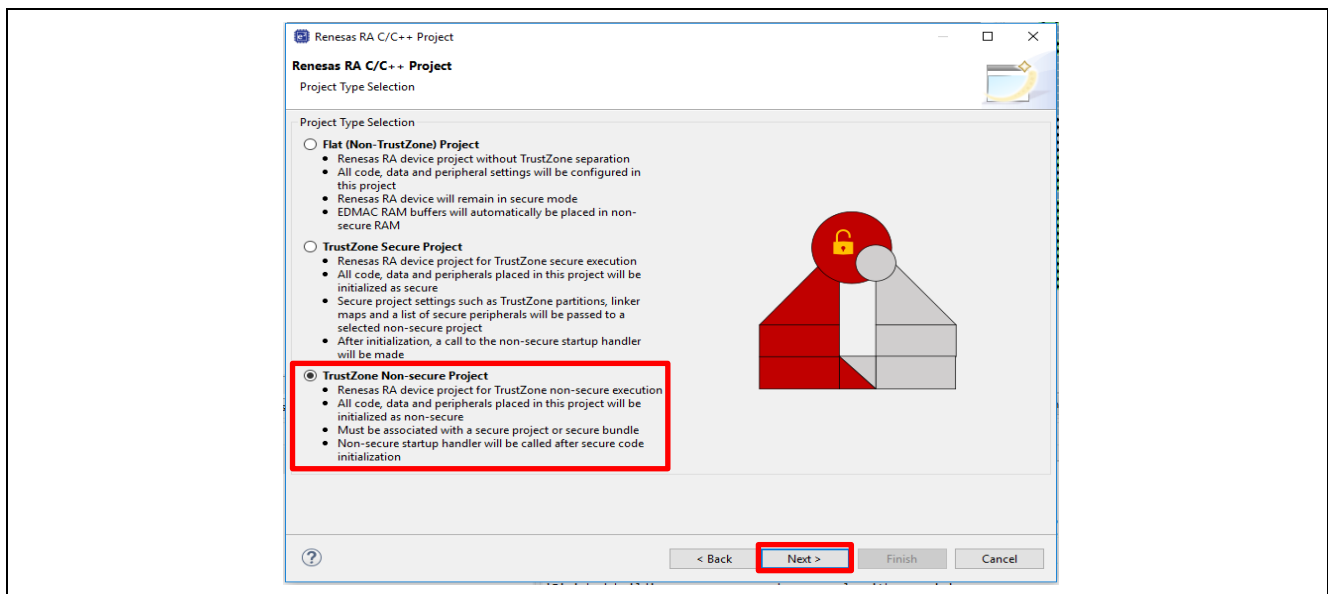 Renesas RA C/C++ Project
Renesas RA C/C++ Project
Project Type Selection
Project Type Selection
Flat (Non-TrustZone) Project
• Renesas RA device project without TrustZone separation
• All code, data and peripheral settings will be configured in
this project
• Renesas RA device will remain in secure mode
• EDMAC RAM buffers will automatically be placed in non-
secure RAM
TrustZone Secure Project
• Renesas RA device project for TrustZone secure execution
• All code, data and peripherals placed in this project will be
initialized as secure
• Secure project settings such as TrustZone partitions, linker
maps and a list of secure peripherals will be passed to a
selected non-secure project
• After initialization, a call to the non-secure startup handler
will be made
TrustZone Non-secure Project
• Renesas RA device project for TrustZone non-secure execution
• All code, data and peripherals placed in this project will be
initialized as non-secure
• Must be associated with a secure project or secure bundle
• Non-secure startup handler will be called after secure code
initialization
? < Back Next > Finish Cancel